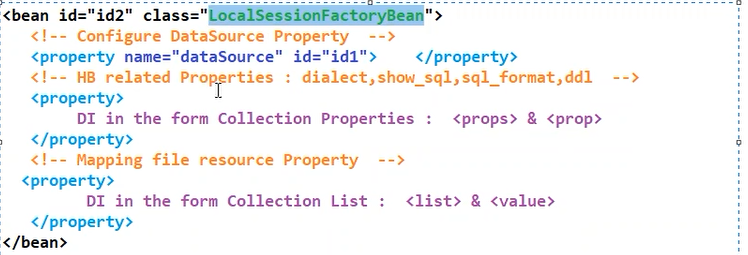 <bean id="id2" class="LocalSessionFactoryBean">
<!-- Configure DataSource Property -->
<property name="dataSource" id="id1"> </property>
<!-- HB related Properties : dialect,show_sql,sql_format,ddl -->
<property>
DI in the form Collection Properties : <props> & <prop>
</property>
<!-- Mapping file resource Property -->
<property>
DI in the form Collection List : <list> & <value>
</property>
</bean>